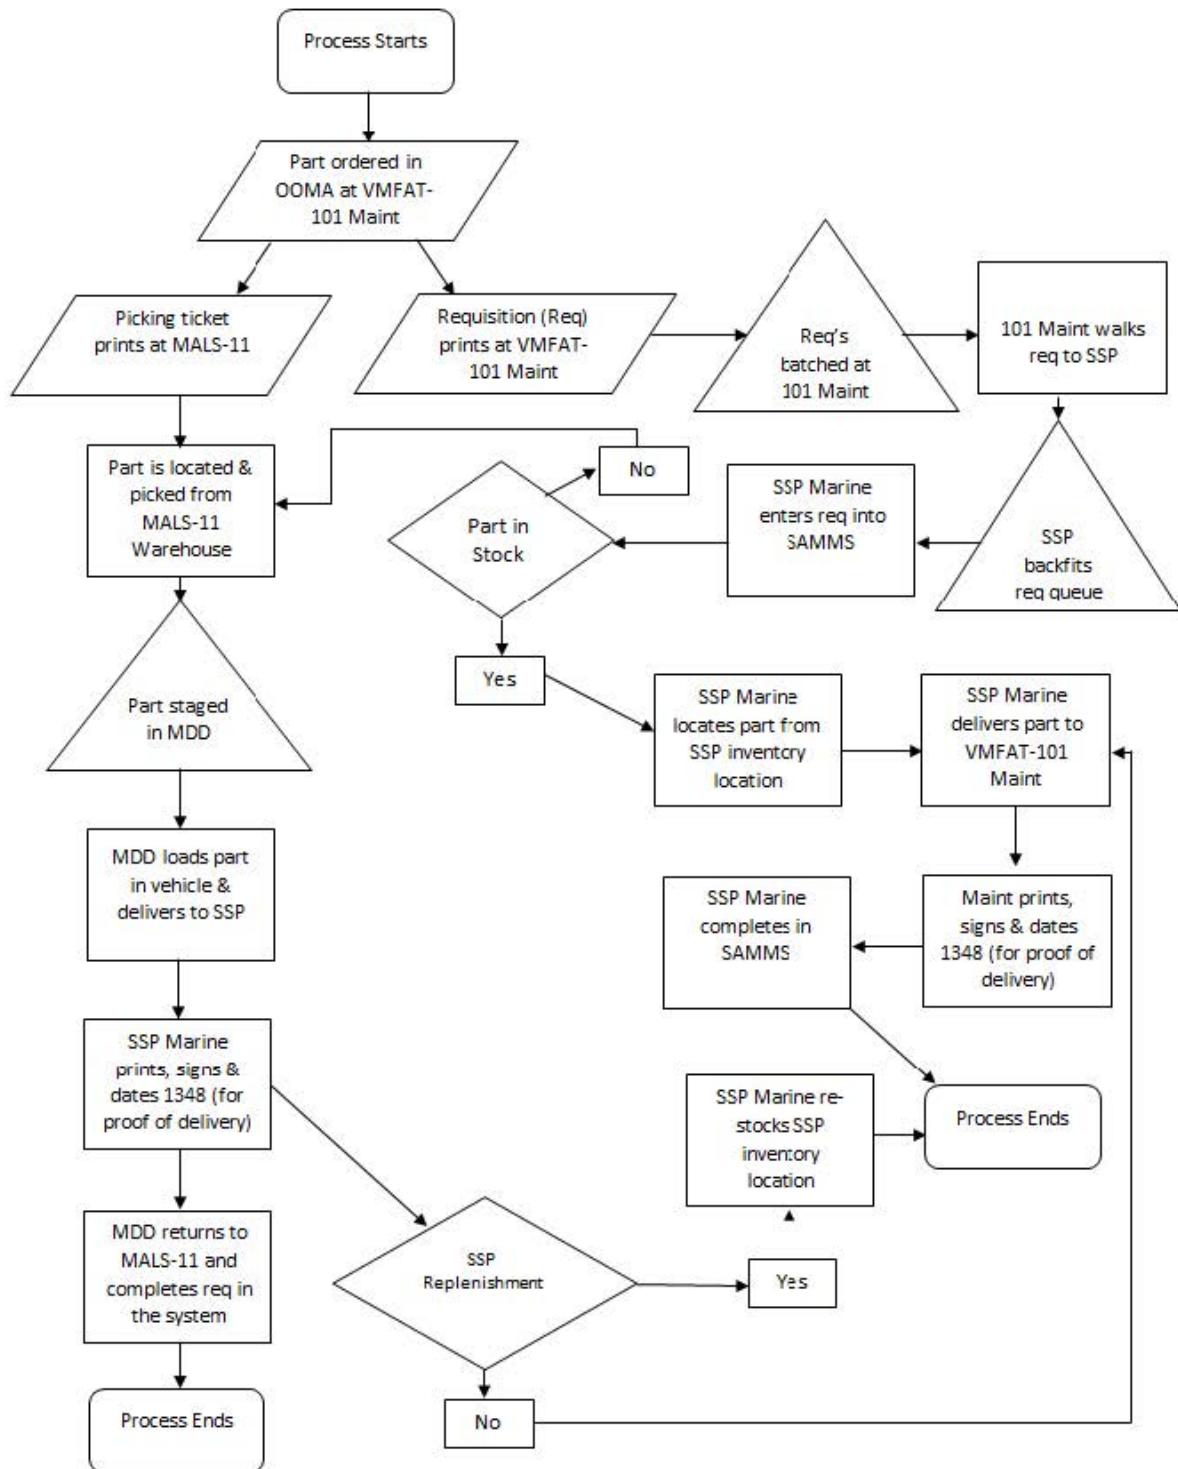 Process Starts
Part ordered in
OOMA at VMFAT-
101 Maint
Picking ticket
prints at MALS-11
Requisition (Req)
prints at VMFAT-
101 Maint
Req's
batched at
101 Maint
101 Maint walks
req to SSP
Part is located &
picked from
MALS-11
Warehouse
No
Part in
Stock
SSP Marine
enters req into
SAMMS
SSP
backfits
req queue
Yes
Part staged
in MDD
SSP Marine
locates part from
SSP inventory
location
SSP Marine
delivers part to
VMFAT-101
Maint
MDD loads part
in vehicle &
delivers to SSP
SSP Marine
completes in
SAMMS
Maint prints,
signs & dates
1348 (for proof of
delivery)
SSP Marine
prints, signs &
dates 1348 (for
proof of delivery)
SSP Marine re-
stocks SSP
inventory
location
Process Ends
MDD returns to
MALS-11 and
completes req in
the system
SSP
Replenishment
Yes
Process Ends
No